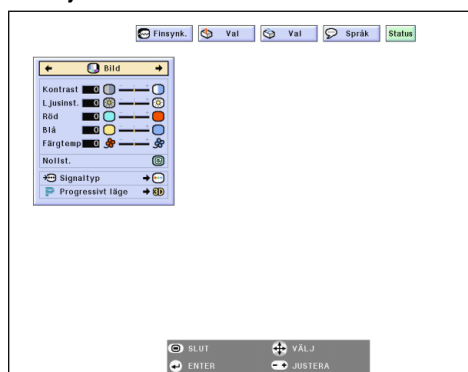 Finsynk. Val Val Språk Status
Bild
Kontrast 0
Ljusinst. 0
Röd 0
Blå 0
Färgtemp 0
Nollst.
Signaltyp
P Progressivt läge 3D
SLUT VÄLJ
ENTER JUSTERA